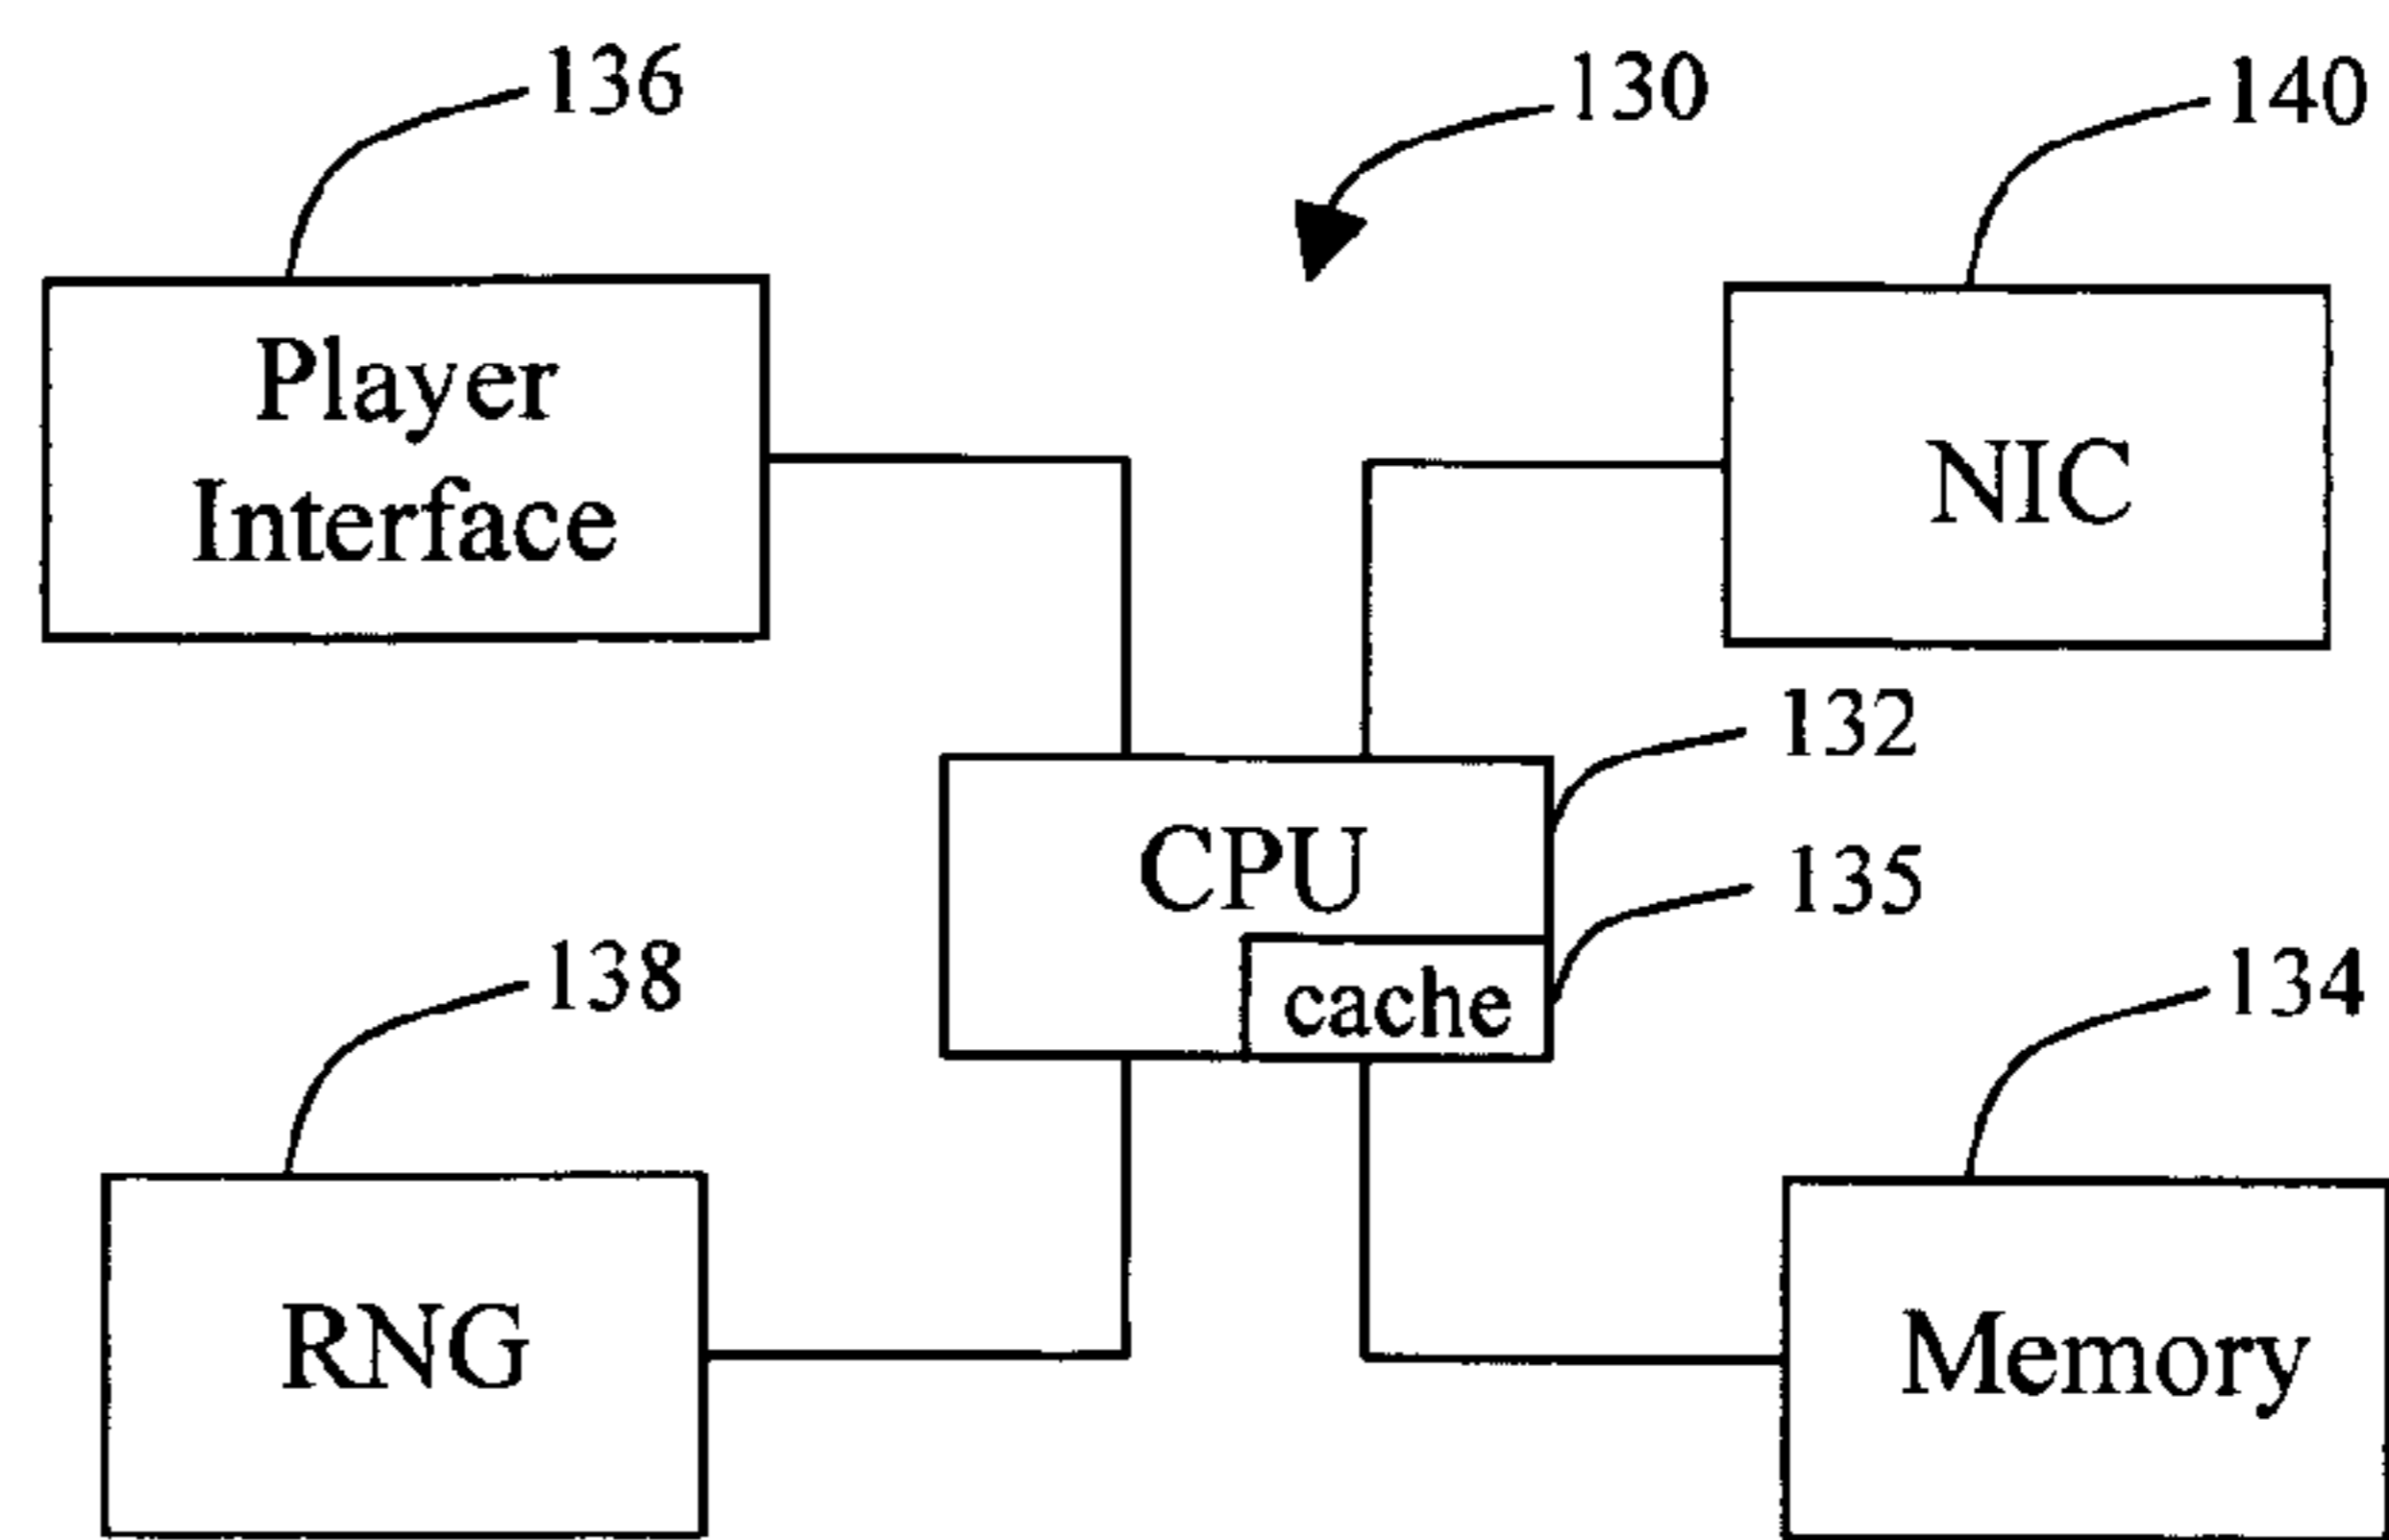 136
130
140
Player
Interface
NIC
132
CPU
135
cache
138
134
RNG
Memory